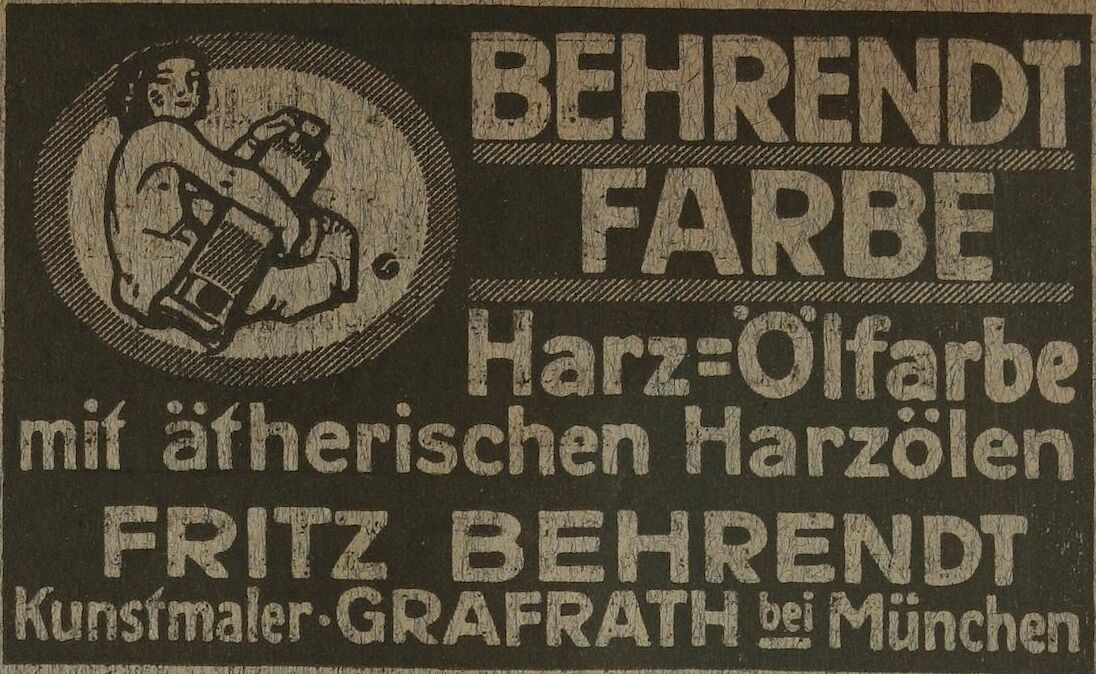 BEHRENDT
FARBE
Harz=Ölfarbe
mit ätherischen Harzölen
FRITZ BEHRENDT
Kunstmaler · GRAFRATH bei München